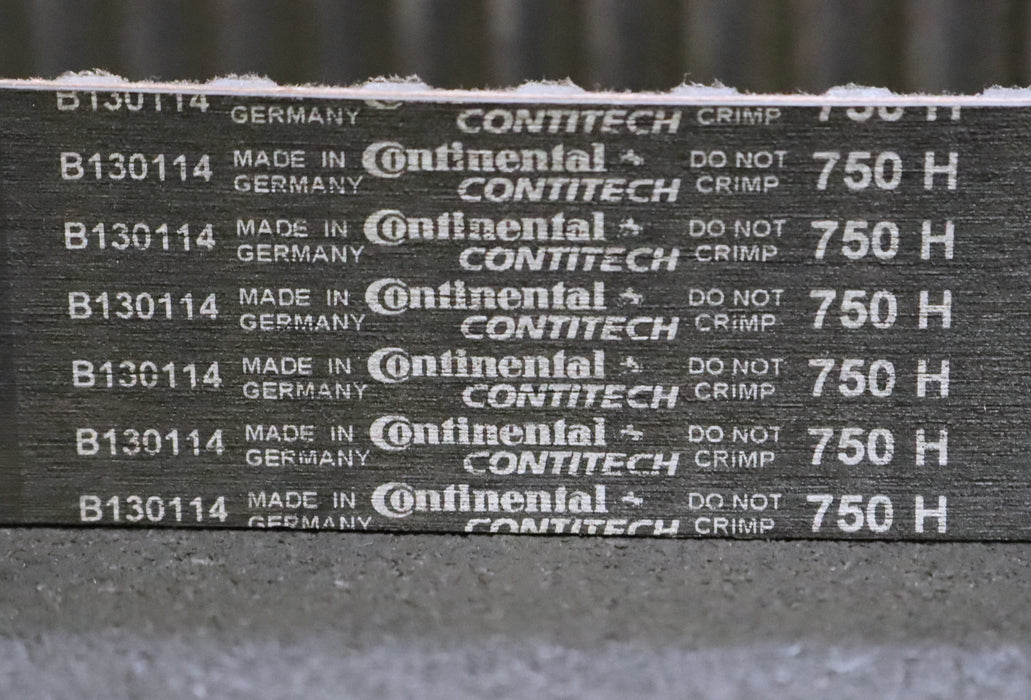 B130114 GERMANY CONTITECH CRIMP 750 H
B130114 MADE IN GERMANY Continental CONTITECH DO NOT CRIMP 750 H
B130114 MADE IN GERMANY Continental CONTITECH DO NOT CRIMP 750 H
B130114 MADE IN GERMANY Continental CONTITECH DO NOT CRIMP 750 H
B130114 MADE IN GERMANY Continental CONTITECH DO NOT CRIMP 750 H
B130114 MADE IN GERMANY Continental CONTITECH DO NOT CRIMP 750 H
B130114 MADE IN GERMANY Continental CONTITECH DO NOT CRIMP 750 H